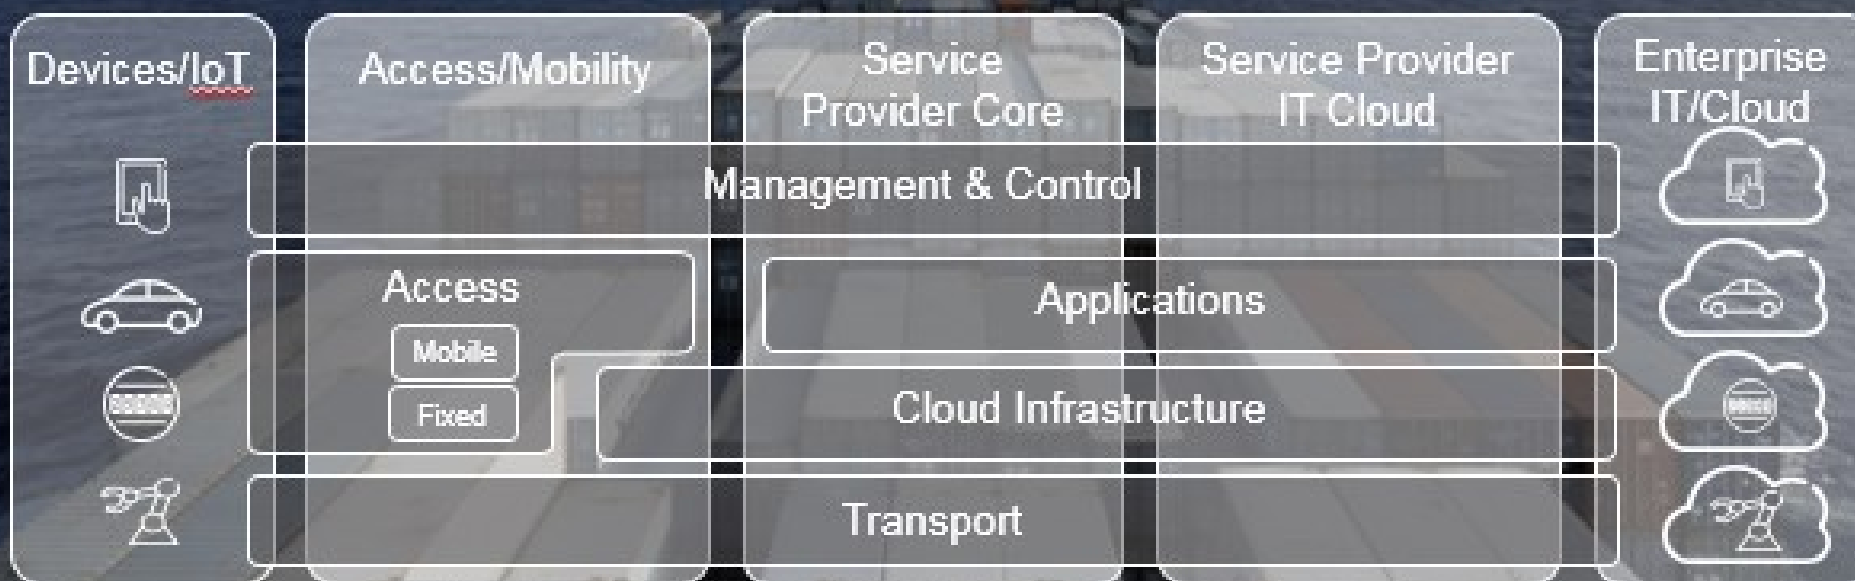 Devices/IoT
Access/Mobility
Service
Provider Core
Service Provider
IT Cloud
Enterprise
IT/Cloud
Management & Control
Access
Mobile
Fixed
Applications
Cloud Infrastructure
Transport